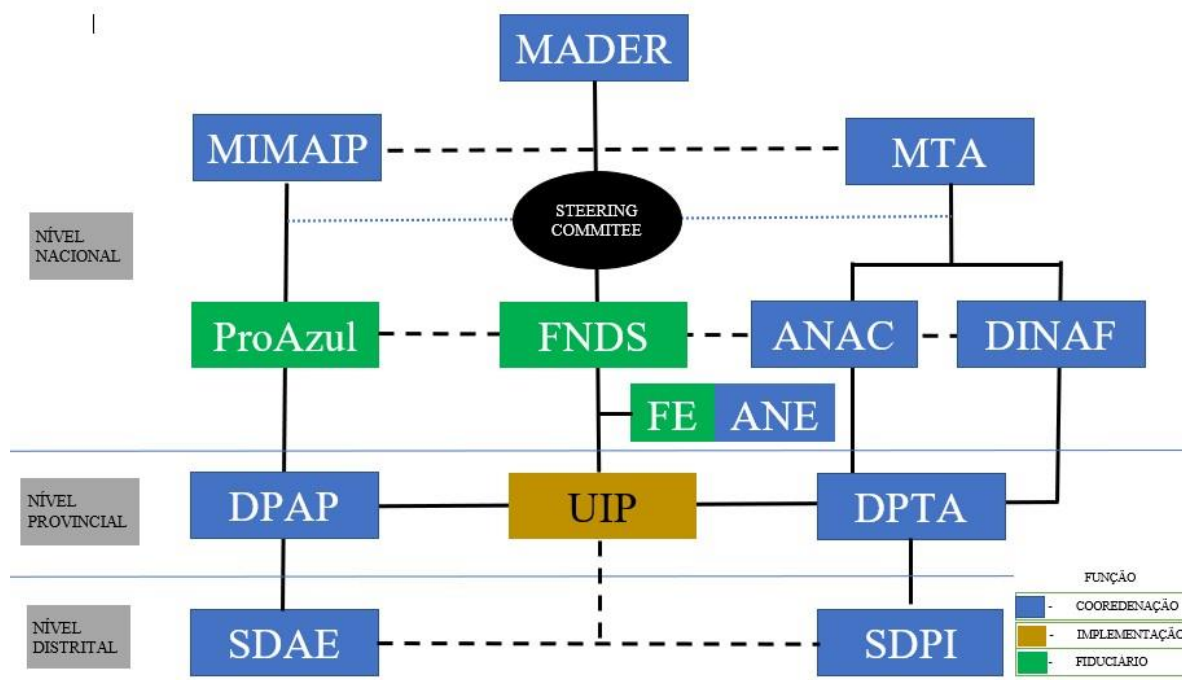 MADER
MIMAIP
MTA
STEERING
COMMITEE
NÍVEL
NACIONAL
ProAzul
FNDS
ANAC
DINAF
FE
ANE
NÍVEL
PROVINCIAL
DPAP
UIP
DPTA
FUNÇÃO
- COOREDENAÇÃO
- IMPLEMENTAÇÃO
- FIDUCIÁRIO
NÍVEL
DISTRITAL
SDAE
SDPI